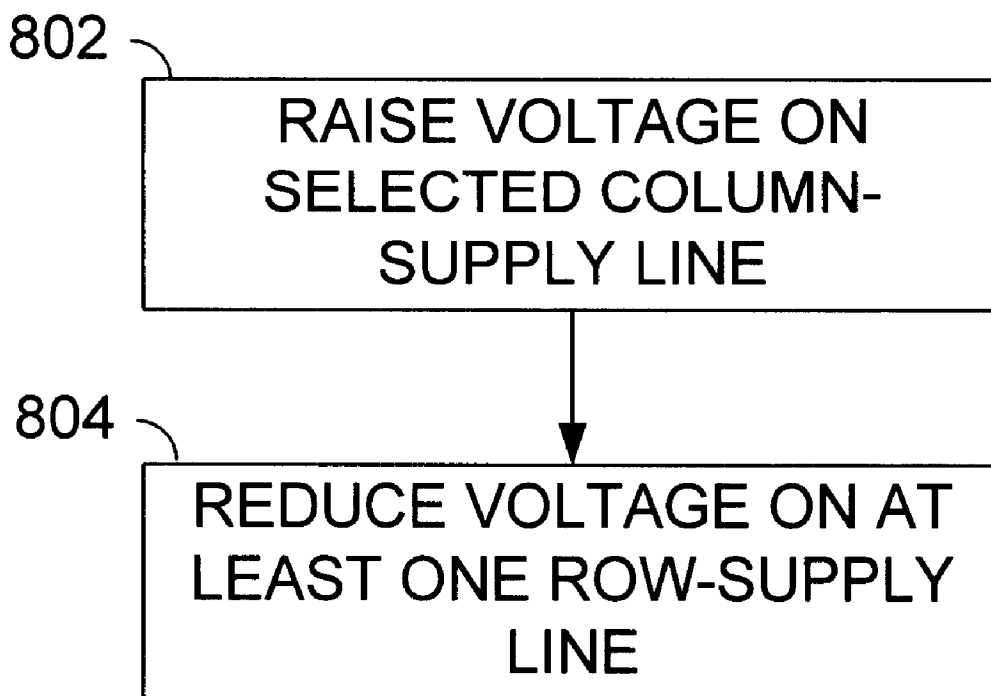 802
RAISE VOLTAGE ON
SELECTED COLUMN-
SUPPLY LINE
804
REDUCE VOLTAGE ON AT
LEAST ONE ROW-SUPPLY
LINE